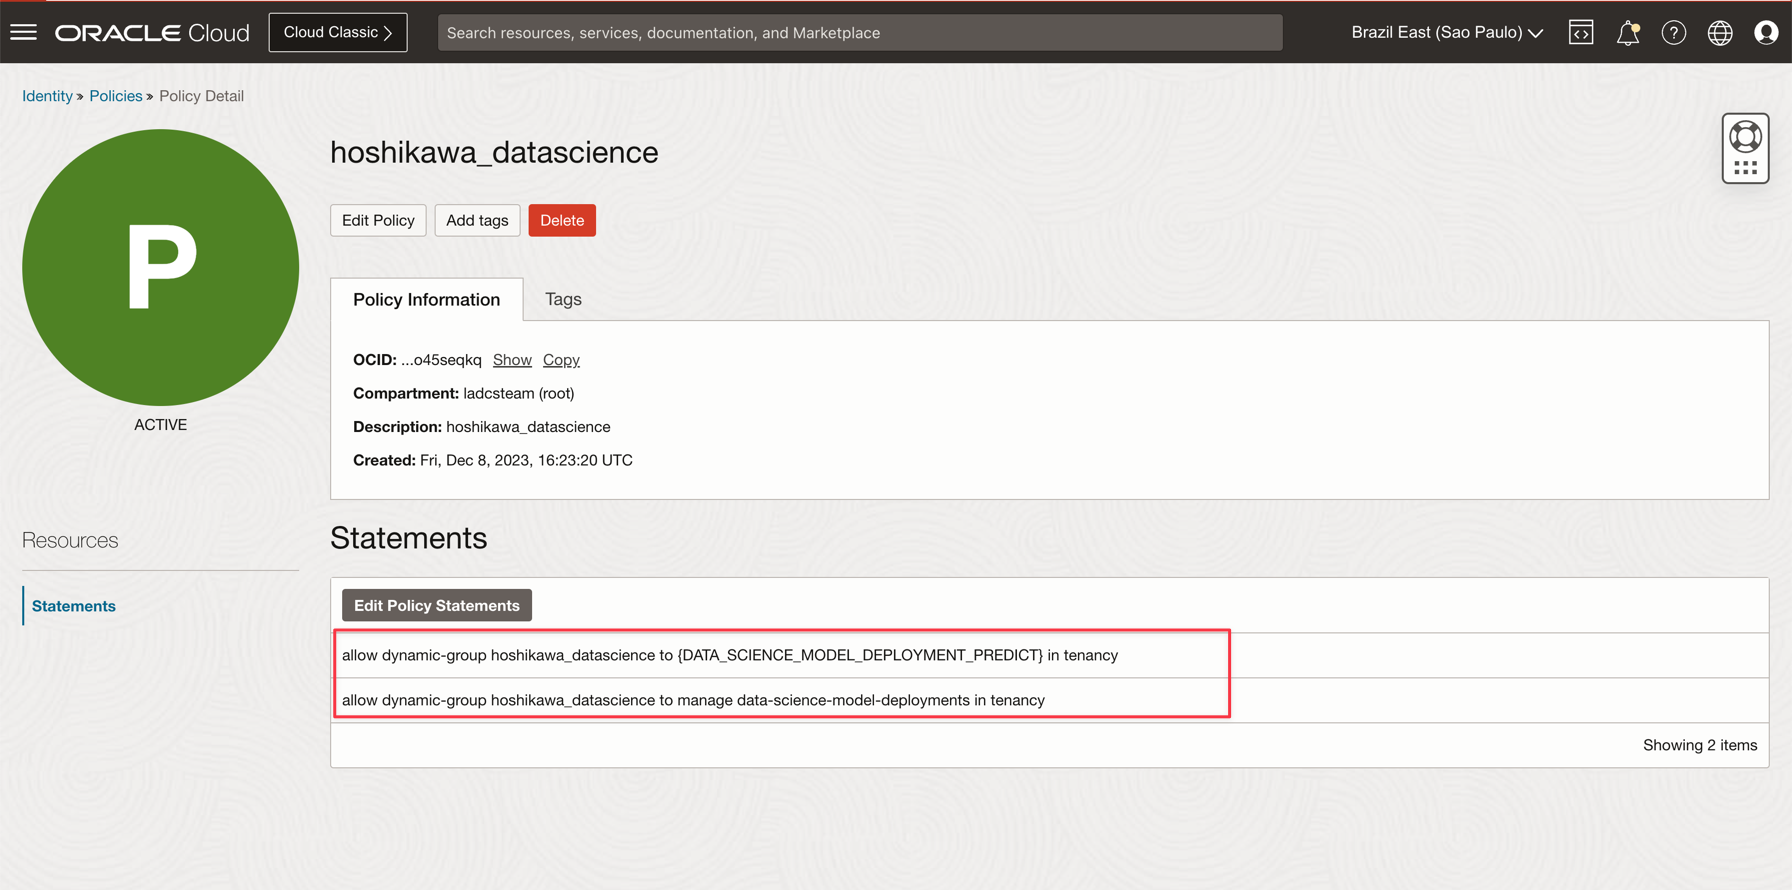 ORACLE Cloud
Cloud Classic
Search resources, services, documentation, and Marketplace
Brazil East (Sao Paulo)
Identity » Policies » Policy Detail
P
ACTIVE
hoshikawa_datascience
Edit Policy
Add tags
Delete
Policy Information
Tags
OCID: ...o45seqkq Show Copy
Compartment: ladcsteam (root)
Description: hoshikawa_datascience
Created: Fri, Dec 8, 2023, 16:23:20 UTC
Resources
Statements
Statements
Edit Policy Statements
allow dynamic-group hoshikawa_datascience to {DATA_SCIENCE_MODEL_DEPLOYMENT_PREDICT} in tenancy
allow dynamic-group hoshikawa_datascience to manage data-science-model-deployments in tenancy
Showing 2 items